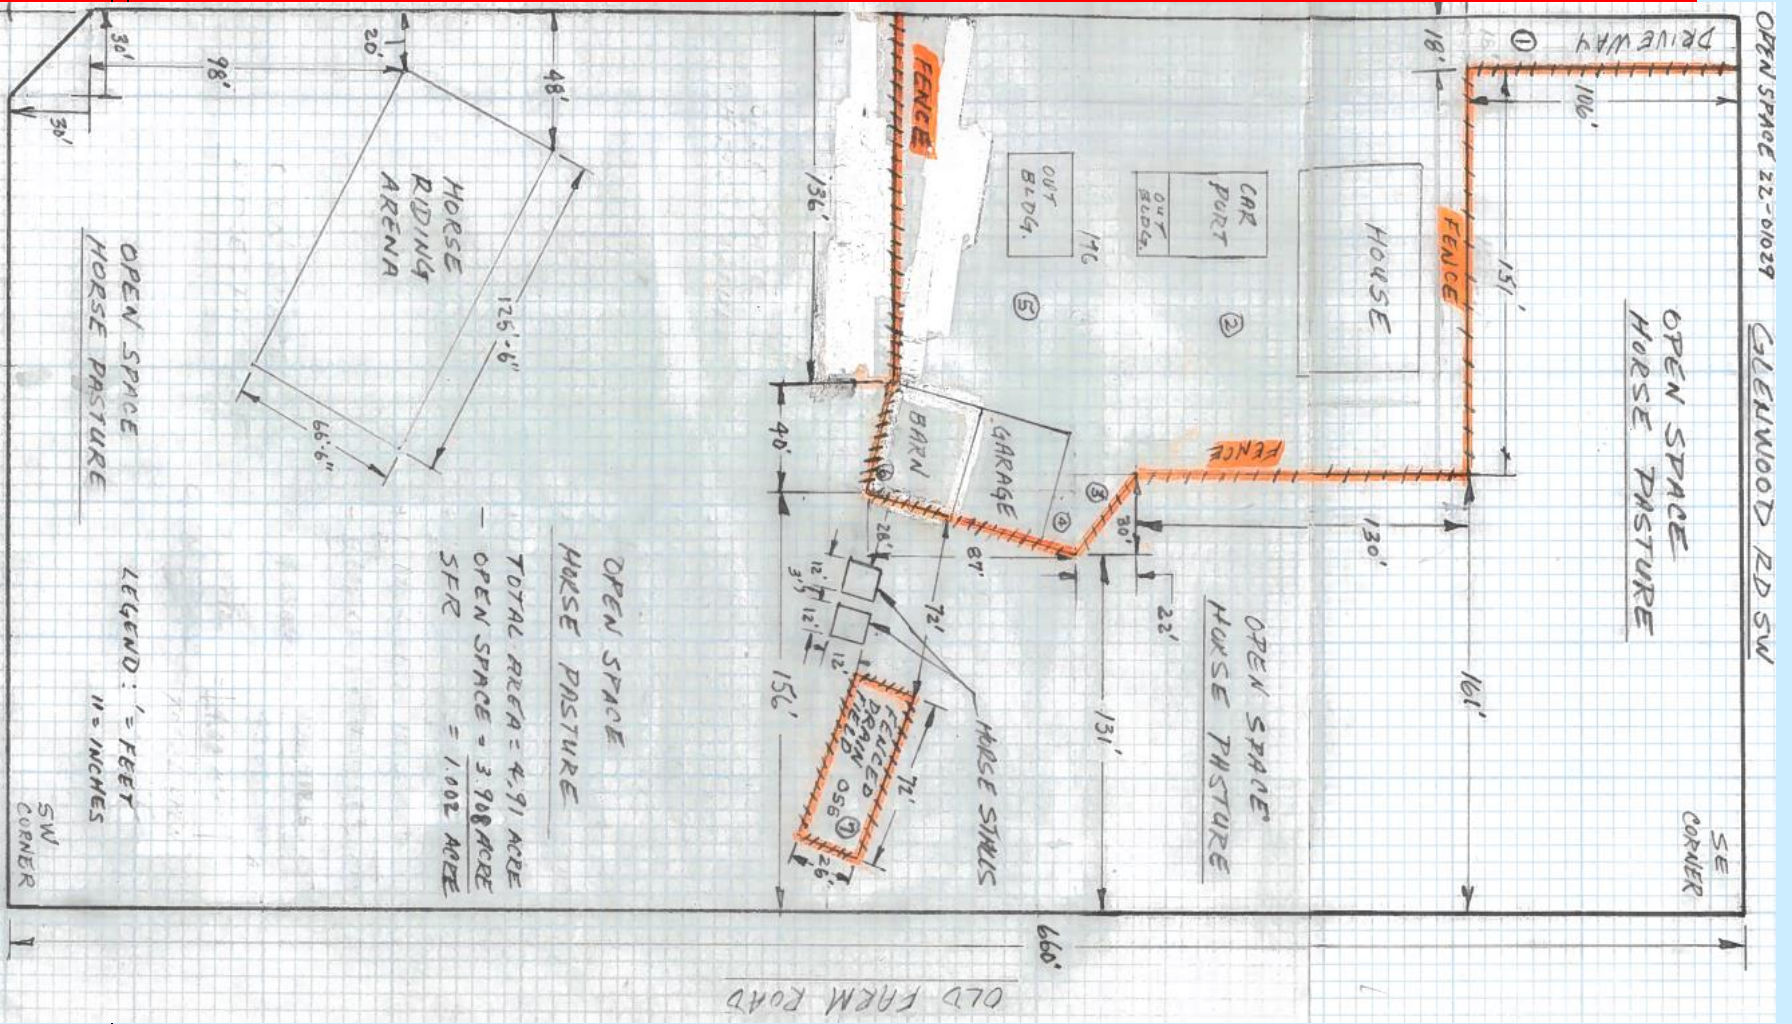 OPEN SPACE 22-01029 GLENWOOD RD SW
DRIVEWAY
①
18'
106'
OPEN SPACE
HORSE PASTURE
SE
CORNER
FENCE
151'
161'
HOUSE
130'
FENCE
CAR
PORT
OUT
BLDG.
②
22'
30'
OPEN SPACE
HORSE PASTURE
131'
③
④
OUT
BLDG.
⑤
GARAGE
BARN
⑥
87'
28'
72'
HORSE STALLS
12'
3'
12'
12'
FENCE
136'
40'
156'
FENCED
DRAIN
FIELD OSG
⑦
72'
26'
660'
OLD FARM ROAD
48'
20'
98'
30'
30'
HORSE
RIDING
ARENA
126'-6"
66'-6"
OPEN SPACE
HORSE PASTURE
TOTAL AREA = 4.91 ACRE
- OPEN SPACE = 3.908 ACRE
SFR = 1.002 ACRE
OPEN SPACE
HORSE PASTURE
LEGEND: ' = FEET
" = INCHES
SW
CORNER